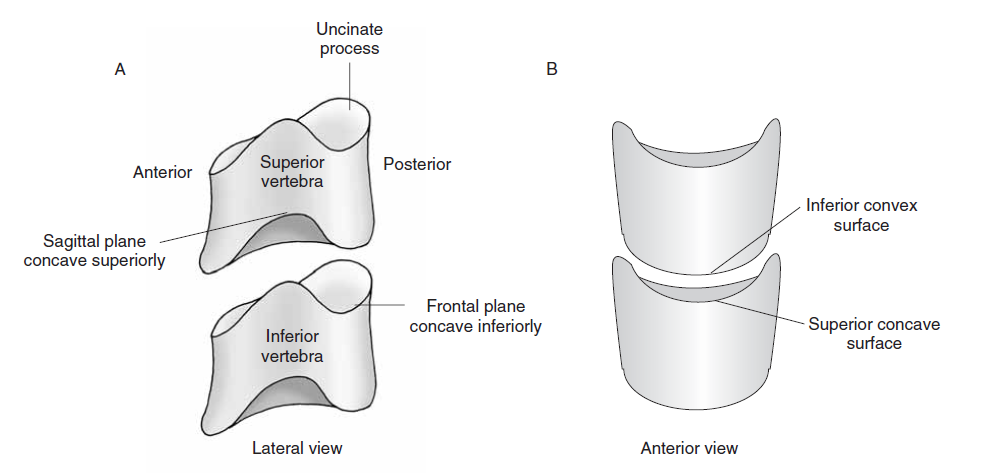 A
Uncinate
process
Anterior
Superior
vertebra
Posterior
Sagittal plane
concave superiorly
Frontal plane
concave inferiorly
Inferior
vertebra
Lateral view
B
Inferior convex
surface
Superior concave
surface
Anterior view